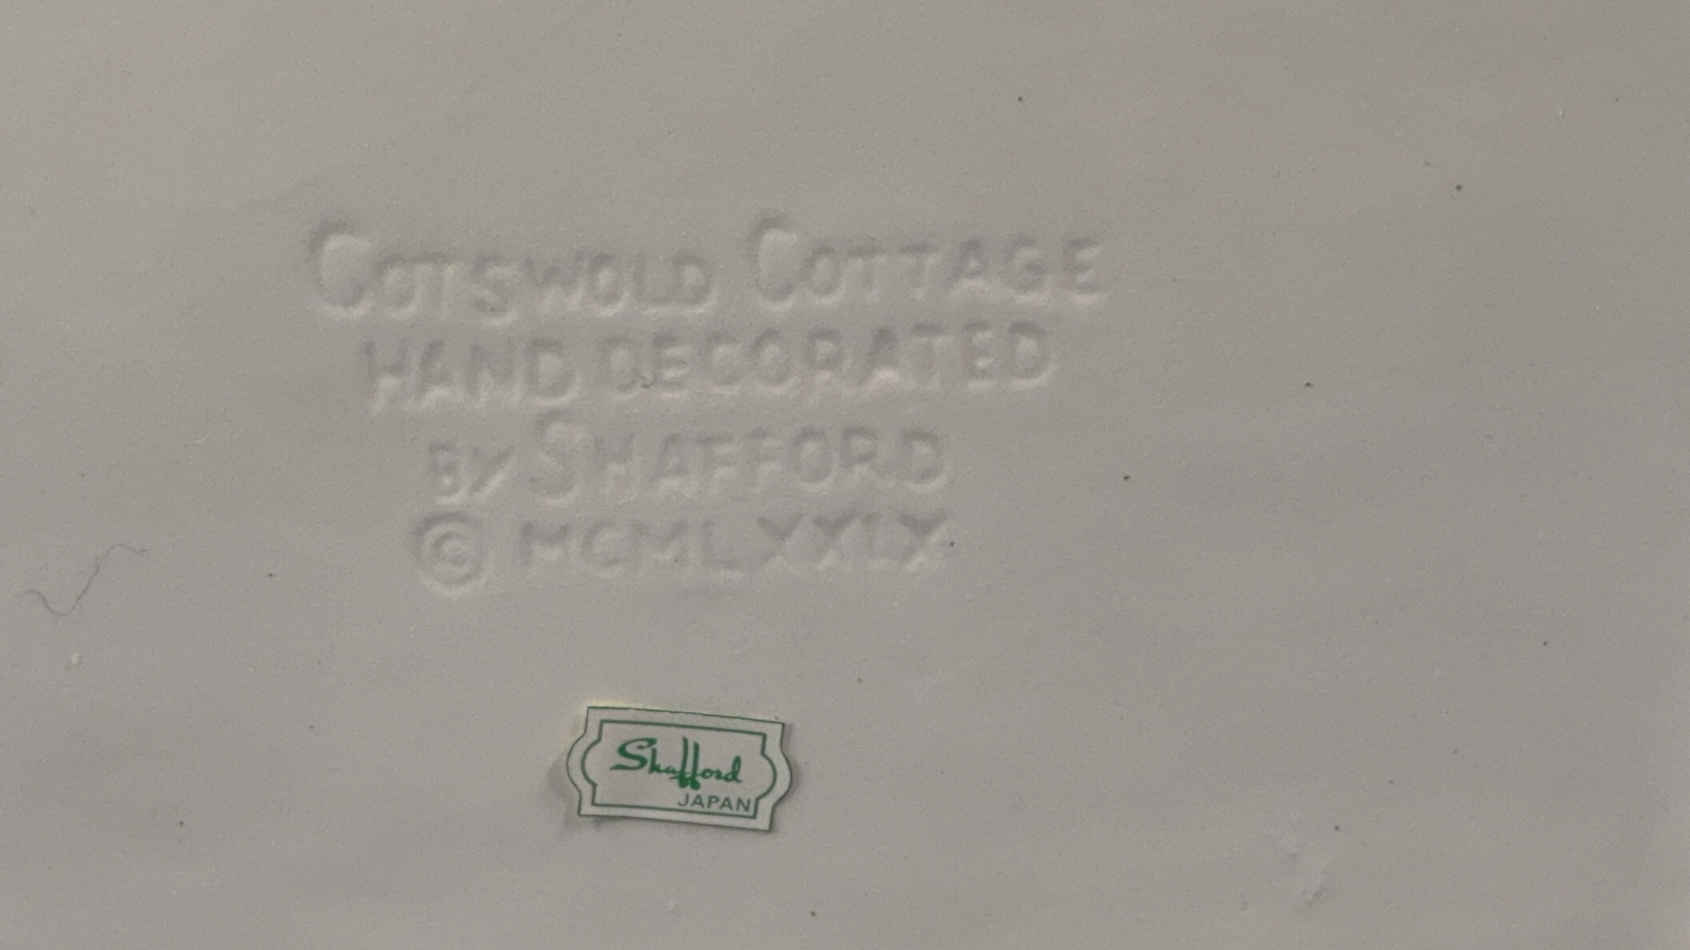 COTSWOLD COTTAGE
HAND DECORATED
BY SHAFFORD
© MCMLXXIX
Shafford
JAPAN